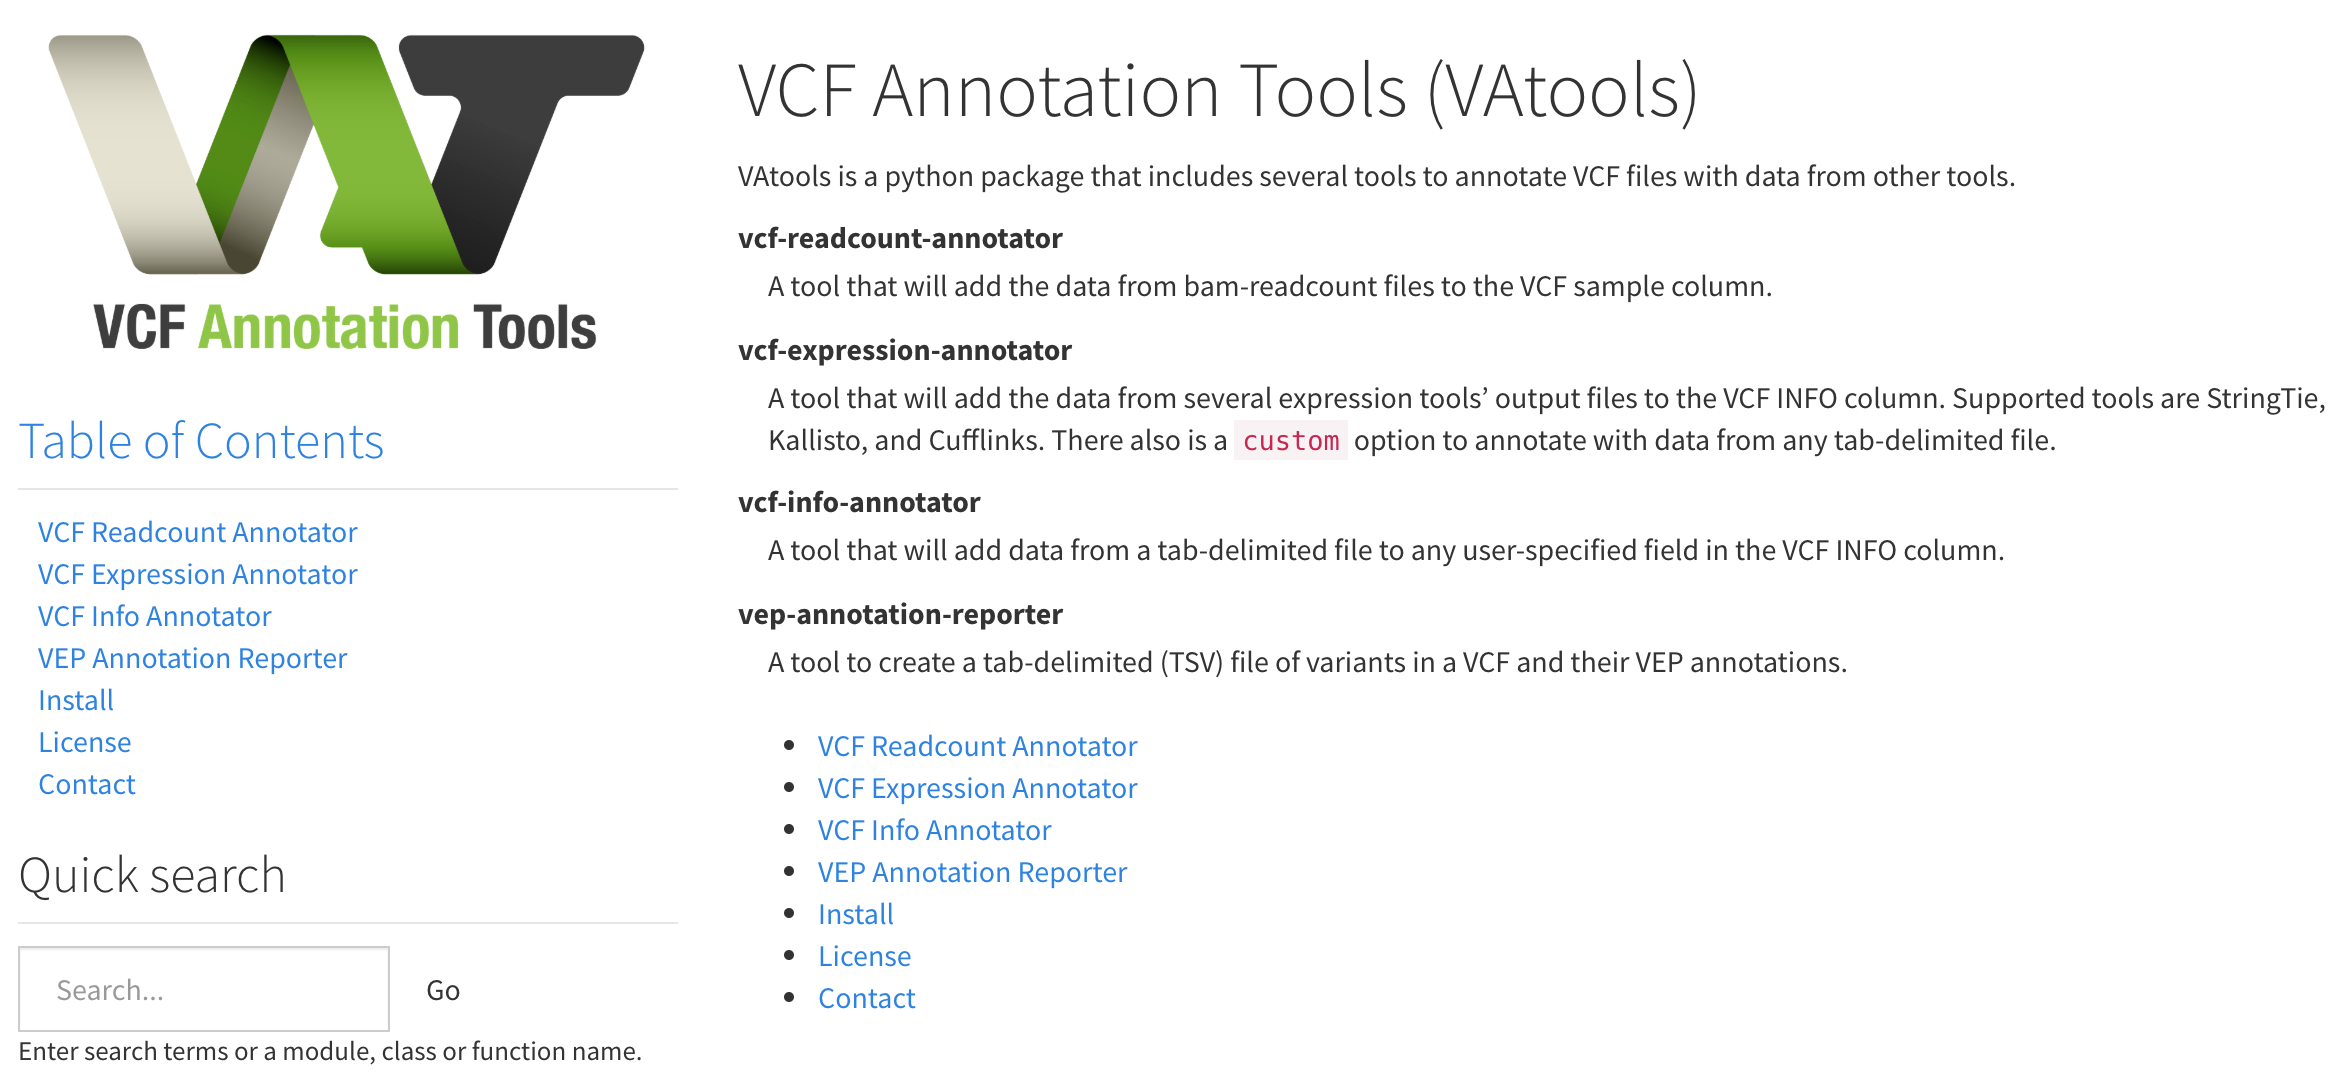 VAT
VCF Annotation Tools
Table of Contents
VCF Readcount Annotator
VCF Expression Annotator
VCF Info Annotator
VEP Annotation Reporter
Install
License
Contact
Quick search
Search...
Go
Enter search terms or a module, class or function name.
VCF Annotation Tools (VAtools)
VAtools is a python package that includes several tools to annotate VCF files with data from other tools.
vcf-readcount-annotator
A tool that will add the data from bam-readcount files to the VCF sample column.
vcf-expression-annotator
A tool that will add the data from several expression tools’ output files to the VCF INFO column. Supported tools are StringTie,
Kallisto, and Cufflinks. There also is a custom option to annotate with data from any tab-delimited file.
vcf-info-annotator
A tool that will add data from a tab-delimited file to any user-specified field in the VCF INFO column.
vep-annotation-reporter
A tool to create a tab-delimited (TSV) file of variants in a VCF and their VEP annotations.
• VCF Readcount Annotator
• VCF Expression Annotator
• VCF Info Annotator
• VEP Annotation Reporter
• Install
• License
• Contact